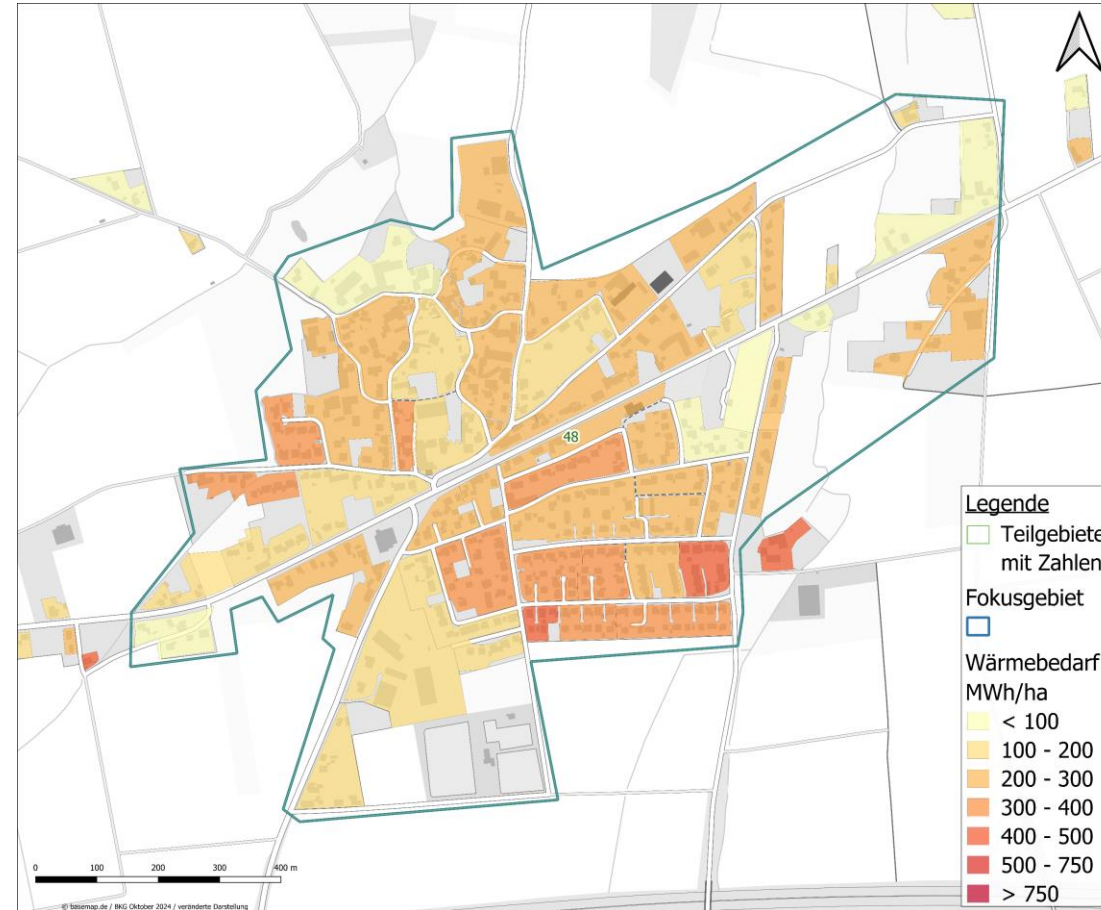 48
Legende
Teilgebiete
mit Zahlen
Fokusgebiet
Wärmebedarf
MWh/ha
< 100
100 - 200
200 - 300
300 - 400
400 - 500
500 - 750
> 750
0 100 200 300 400 m
© basemap.de / BKG Oktober 2024 / veränderte Darstellung